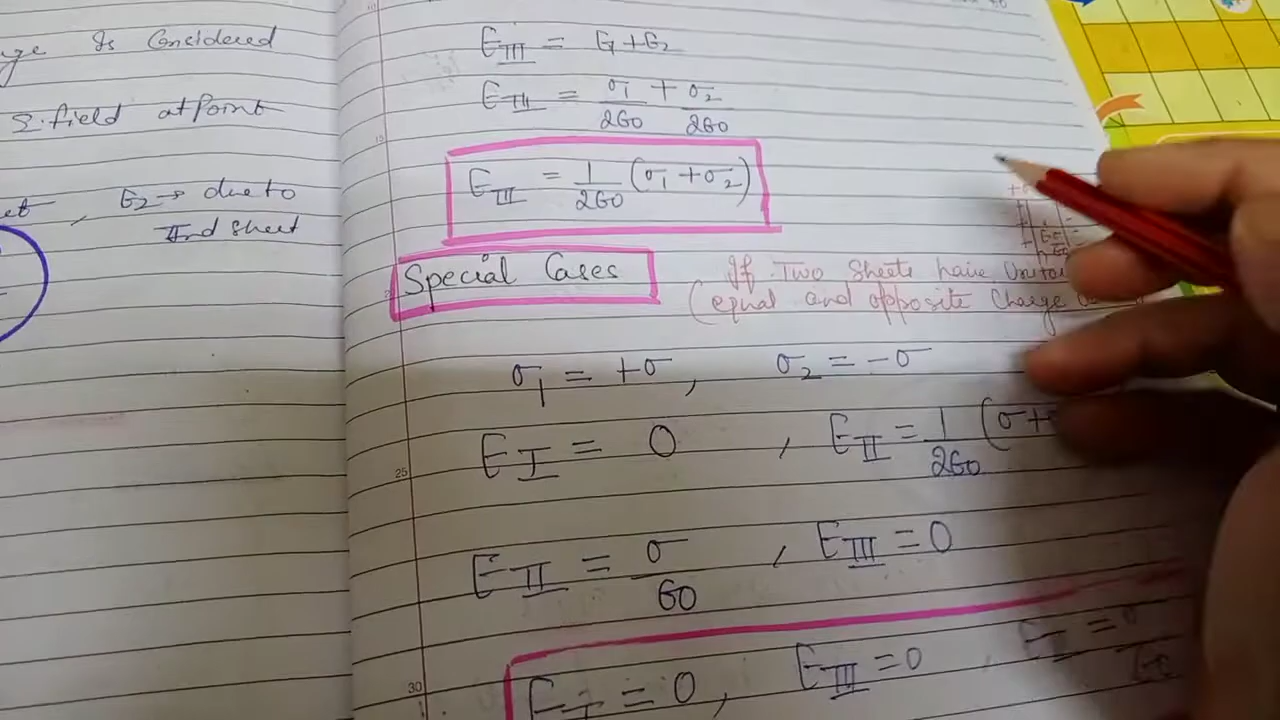 Is Considered
field at Point
, E2 → due to
IInd sheet
E_III = E1 + E2
E_III = σ1/2ϵ0 + σ2/2ϵ0
E_III = 1/2ϵ0 (σ1 + σ2)
Special Cases
If Two Sheets have
(equal and opposite Charge
σ1 = +σ , σ2 = -σ
E_I = 0 , E_II = 1/2ϵ0 (σ+
E_II = σ/ϵ0 , E_III = 0
E_I = 0 , E_III = 0
25
30